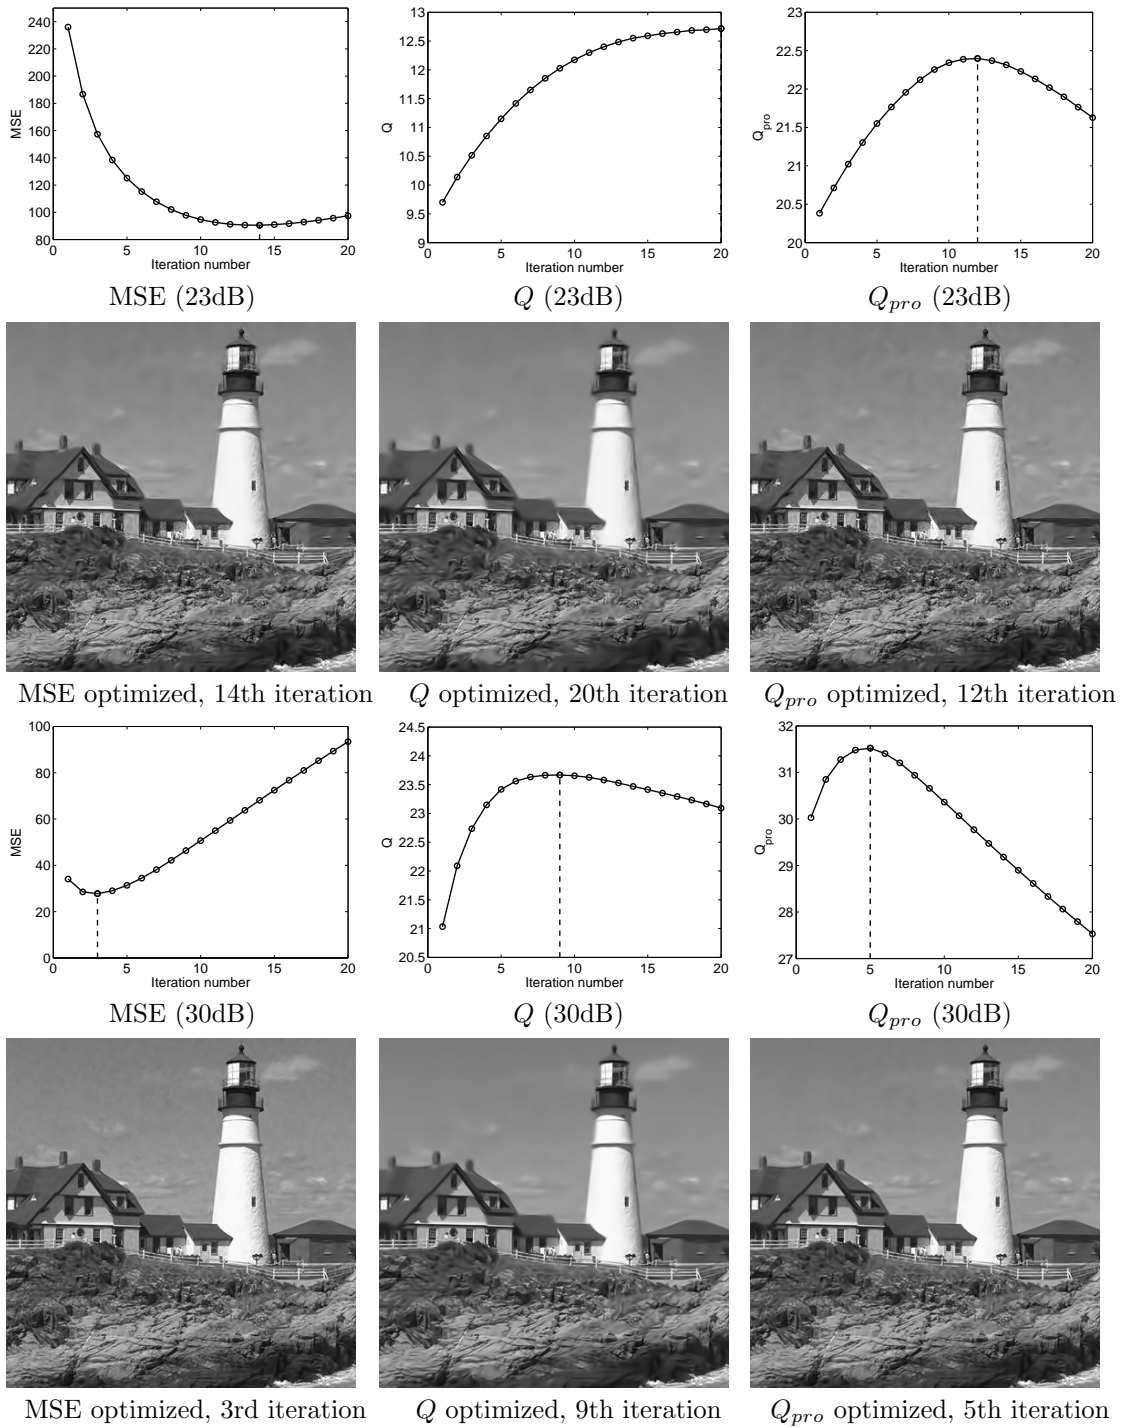 240
220
200
180
160
140
120
100
80
MSE
0 5 10 15 20
Iteration number
MSE (23dB)
13
12.5
12
11.5
11
10.5
10
9.5
9
Q
0 5 10 15 20
Iteration number
Q (23dB)
23
22.5
22
21.5
21
20.5
20
Qpro
0 5 10 15 20
Iteration number
Qpro (23dB)
MSE optimized, 14th iteration
Q optimized, 20th iteration
Qpro optimized, 12th iteration
100
80
60
40
20
0
MSE
0 5 10 15 20
Iteration number
MSE (30dB)
24.5
24
23.5
23
22.5
22
21.5
21
20.5
Q
0 5 10 15 20
Iteration number
Q (30dB)
32
31
30
29
28
27
Qpro
0 5 10 15 20
Iteration number
Qpro (30dB)
MSE optimized, 3rd iteration
Q optimized, 9th iteration
Qpro optimized, 5th iteration